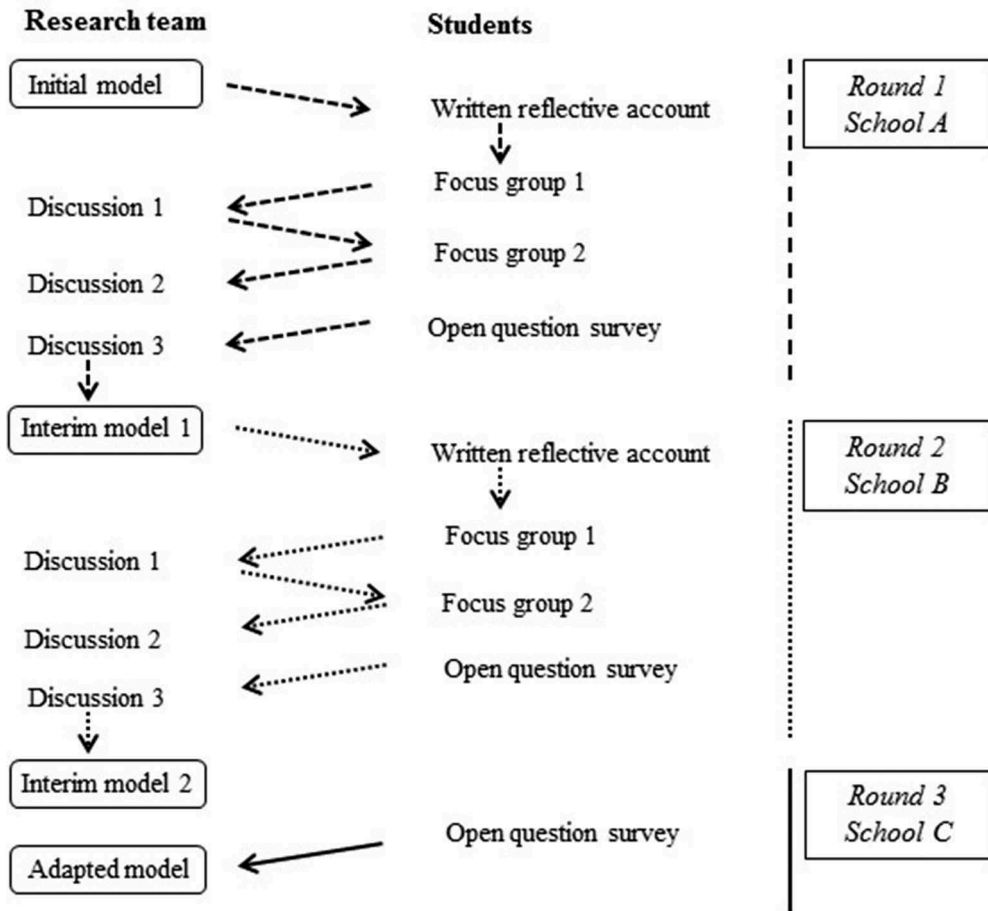 Research team
Students
Initial model
Round 1
School A
Written reflective account
Focus group 1
Discussion 1
Focus group 2
Discussion 2
Open question survey
Discussion 3
Interim model 1
Round 2
School B
Written reflective account
Focus group 1
Discussion 1
Focus group 2
Discussion 2
Open question survey
Discussion 3
Interim model 2
Round 3
School C
Open question survey
Adapted model